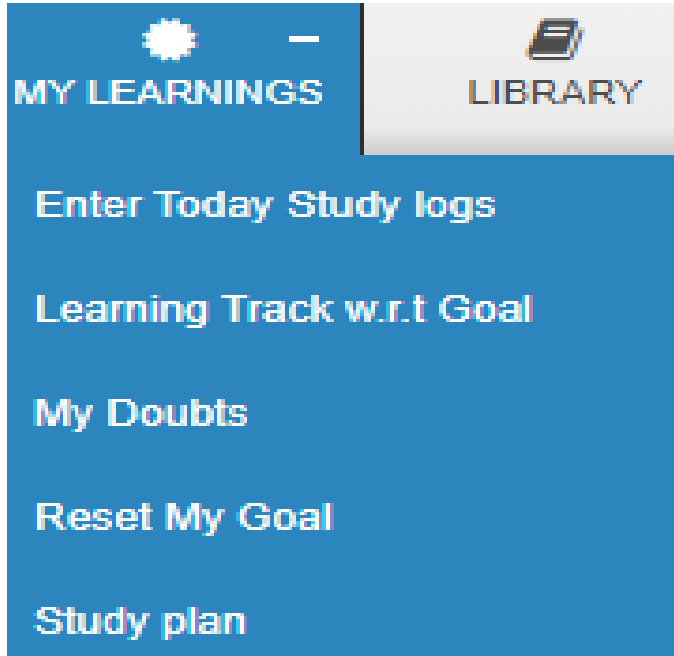 MY LEARNINGS
LIBRARY
Enter Today Study logs
Learning Track w.r.t Goal
My Doubts
Reset My Goal
Study plan